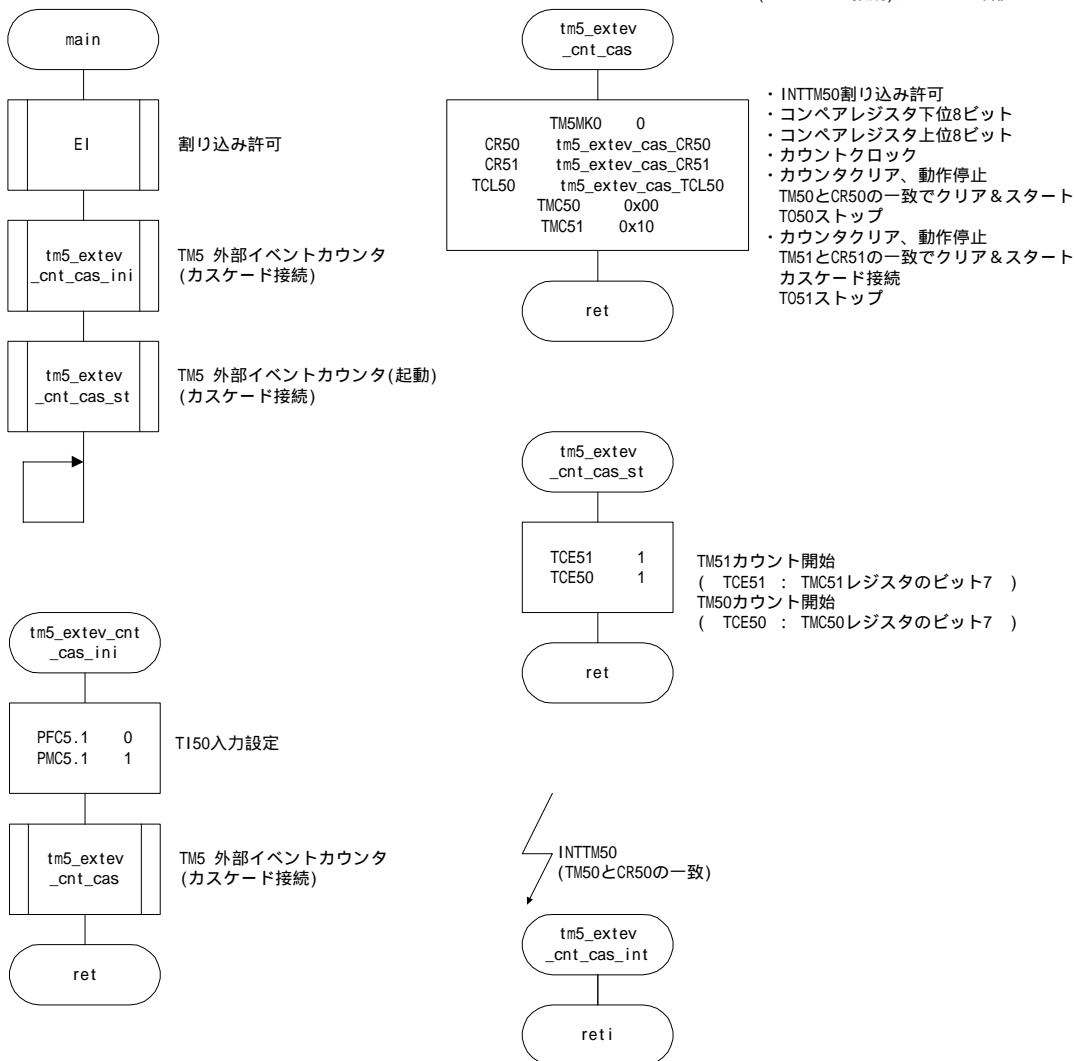 main
EI
割り込み許可
tm5_extev
_cnt_cas_ini
TM5 外部イベントカウンタ
(カスケード接続)
tm5_extev
_cnt_cas_st
TM5 外部イベントカウンタ(起動)
(カスケード接続)
tm5_extev_cnt
_cas_ini
PFC5.1 0
PMC5.1 1
TI50入力設定
tm5_extev
_cnt_cas
TM5 外部イベントカウンタ
(カスケード接続)
ret
tm5_extev
_cnt_cas
TM5MK0 0
CR50 tm5_extev_cas_CR50
CR51 tm5_extev_cas_CR51
TCL50 tm5_extev_cas_TCL50
TMC50 0x00
TMC51 0x10
・INTTM50割り込み許可
・コンペアレジスタ下位8ビット
・コンペアレジスタ上位8ビット
・カウントクロック
・カウンタクリア、動作停止
TM50とCR50の一致でクリア＆スタート
TO50ストップ
・カウンタクリア、動作停止
TM51とCR51の一致でクリア＆スタート
カスケード接続
TO51ストップ
ret
tm5_extev
_cnt_cas_st
TCE51 1
TCE50 1
TM51カウント開始
( TCE51 : TMC51レジスタのビット7 )
TM50カウント開始
( TCE50 : TMC50レジスタのビット7 )
ret
INTTM50
(TM50とCR50の一致)
tm5_extev
_cnt_cas_int
reti